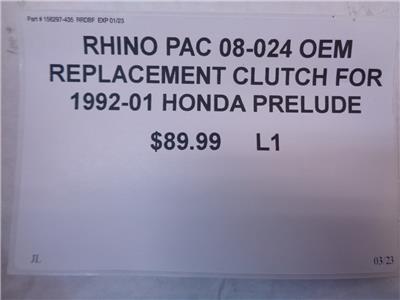 Part # 156297-435 RRDBF EXP 01/23
RHINO PAC 08-024 OEM
REPLACEMENT CLUTCH FOR
1992-01 HONDA PRELUDE
$89.99 L1
JL
03/23